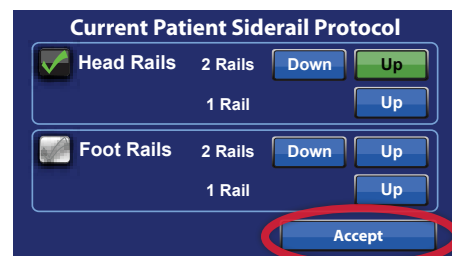 Current Patient Siderail Protocol
Head Rails 2 Rails Down Up
1 Rail Up
Foot Rails 2 Rails Down Up
1 Rail Up
Accept